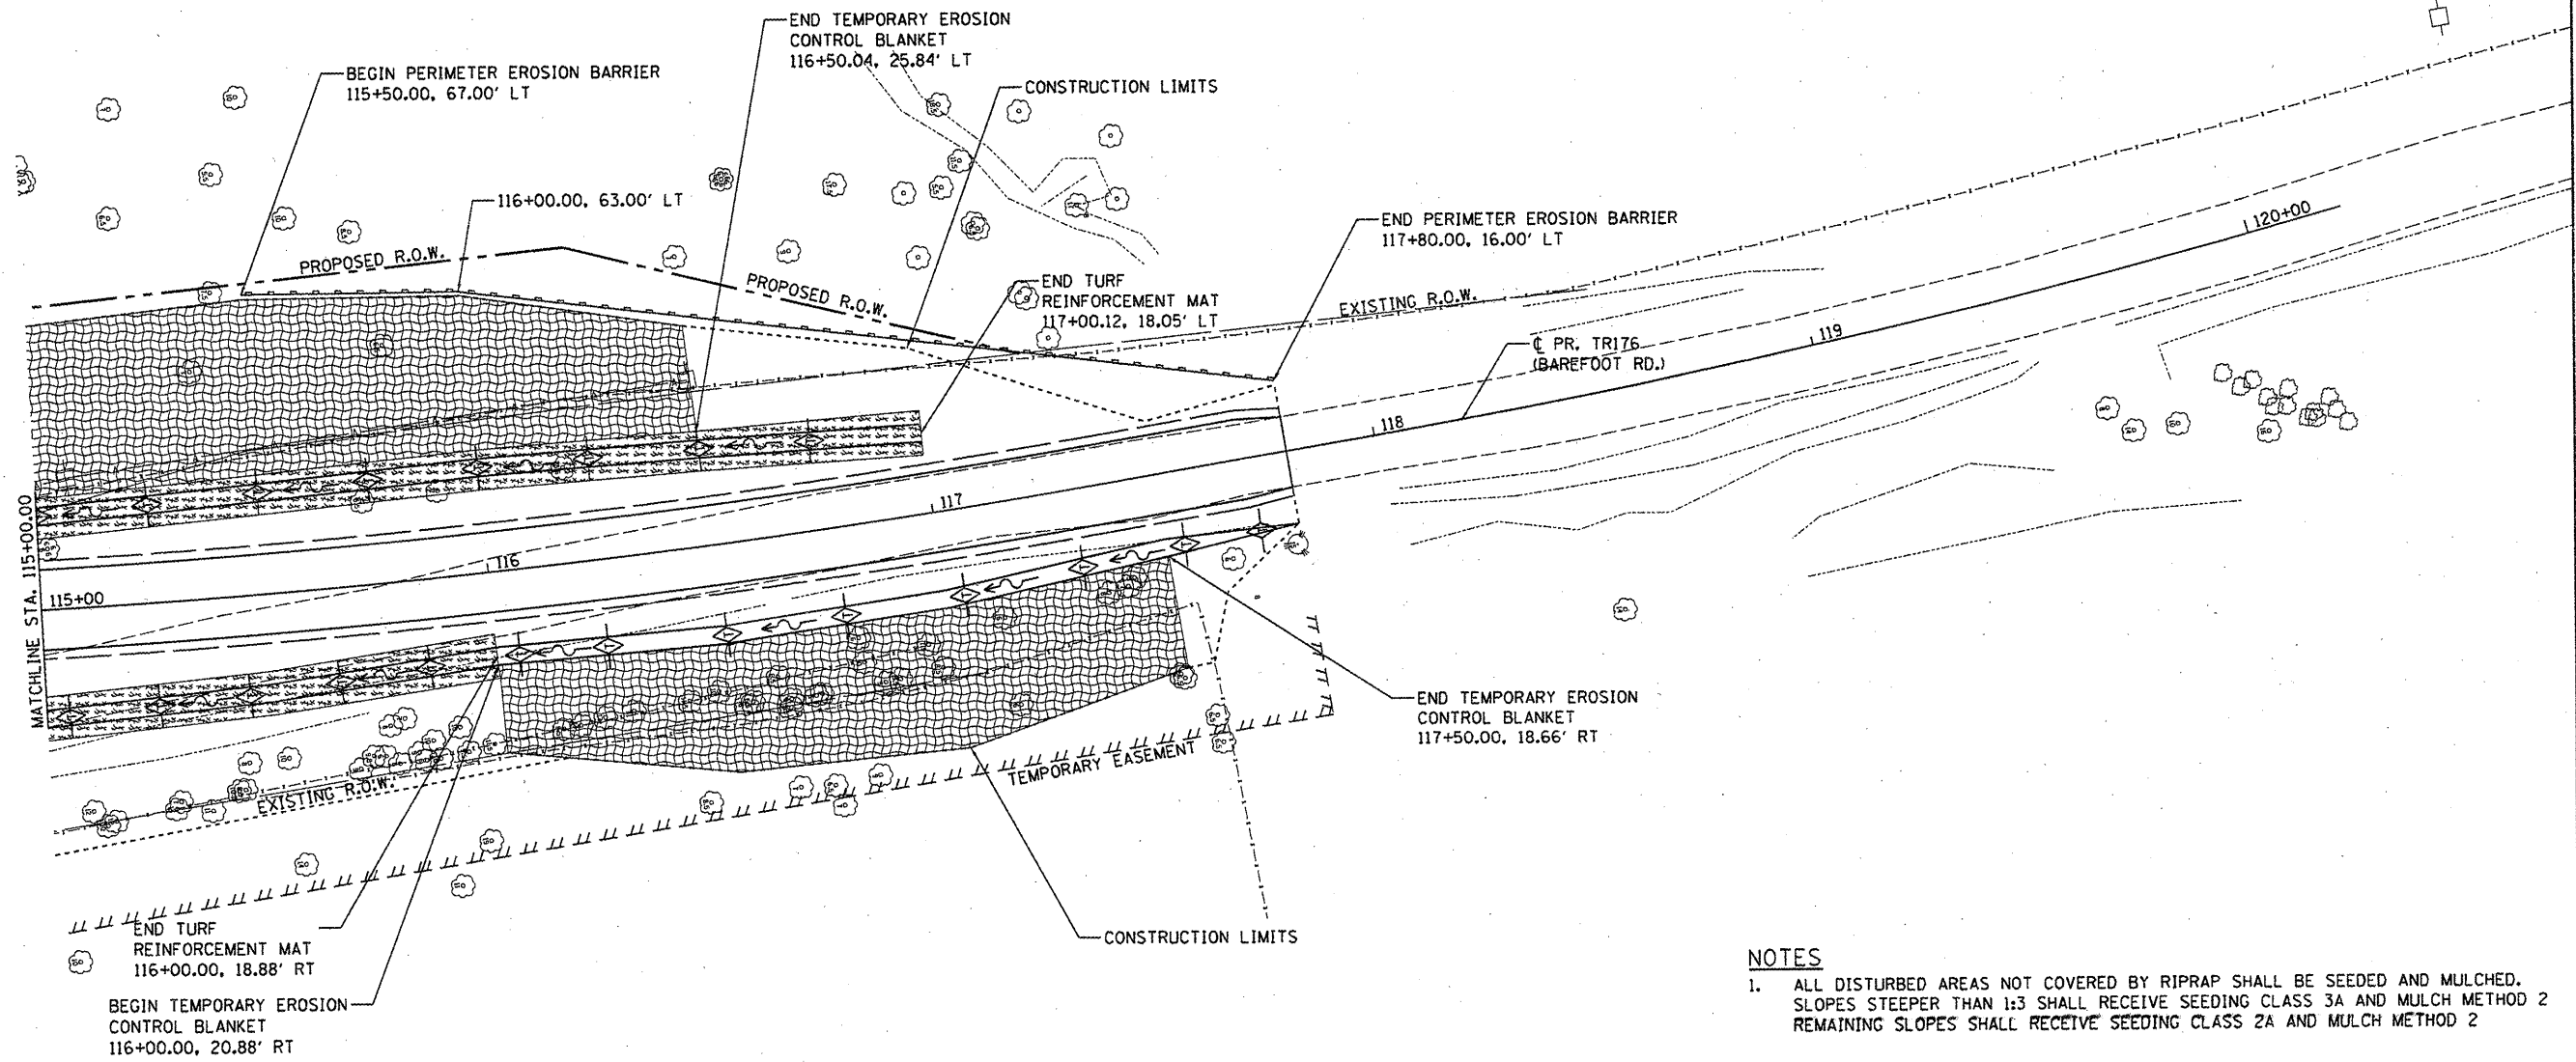 END TEMPORARY EROSION
CONTROL BLANKET
116+50.04, 25.84' LT
BEGIN PERIMETER EROSION BARRIER
115+50.00, 67.00' LT
CONSTRUCTION LIMITS
116+00.00, 63.00' LT
END PERIMETER EROSION BARRIER
117+80.00, 16.00' LT
120+00
PROPOSED R.O.W.
PROPOSED R.O.W.
END TURF
REINFORCEMENT MAT
117+00.12, 18.05' LT
EXISTING R.O.W.
119
℄ PR. TR176
(BAREFOOT RD.)
118
117
116
115+00
MATCHLINE STA. 115+00.00
END TEMPORARY EROSION
CONTROL BLANKET
117+50.00, 18.66' RT
TEMPORARY EASEMENT
EXISTING R.O.W.
END TURF
REINFORCEMENT MAT
116+00.00, 18.88' RT
CONSTRUCTION LIMITS
BEGIN TEMPORARY EROSION
CONTROL BLANKET
116+00.00, 20.88' RT
NOTES
1. ALL DISTURBED AREAS NOT COVERED BY RIPRAP SHALL BE SEEDED AND MULCHED.
SLOPES STEEPER THAN 1:3 SHALL RECEIVE SEEDING CLASS 3A AND MULCH METHOD 2
REMAINING SLOPES SHALL RECEIVE SEEDING CLASS 2A AND MULCH METHOD 2